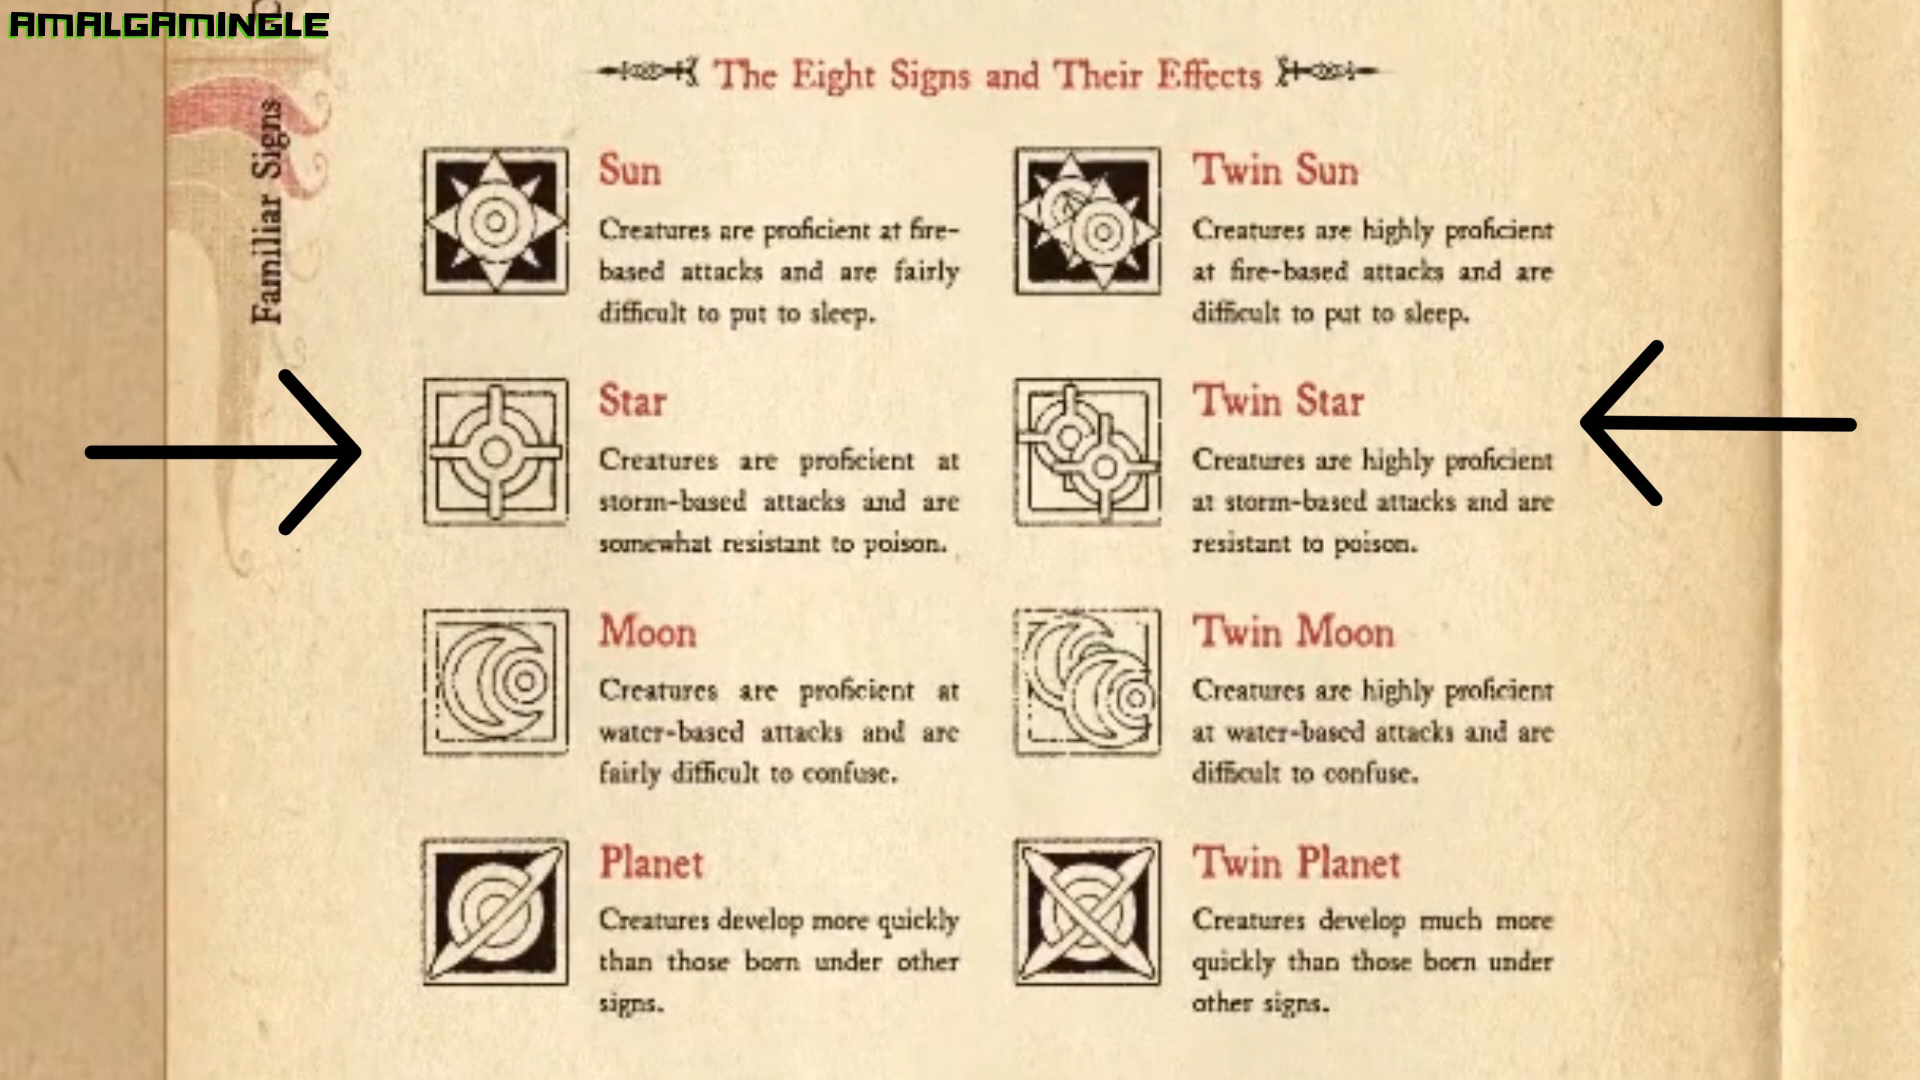 AMALGAMINGLE
Familiar Signs
The Eight Signs and Their Effects
Sun
Creatures are proficient at fire-
based attacks and are fairly
difficult to put to sleep.
Twin Sun
Creatures are highly proficient
at fire-based attacks and are
difficult to put to sleep.
Star
Creatures are proficient at
storm-based attacks and are
somewhat resistant to poison.
Twin Star
Creatures are highly proficient
at storm-based attacks and are
resistant to poison.
Moon
Creatures are proficient at
water-based attacks and are
fairly difficult to confuse.
Twin Moon
Creatures are highly proficient
at water-based attacks and are
difficult to confuse.
Planet
Creatures develop more quickly
than those born under other
signs.
Twin Planet
Creatures develop much more
quickly than those born under
other signs.